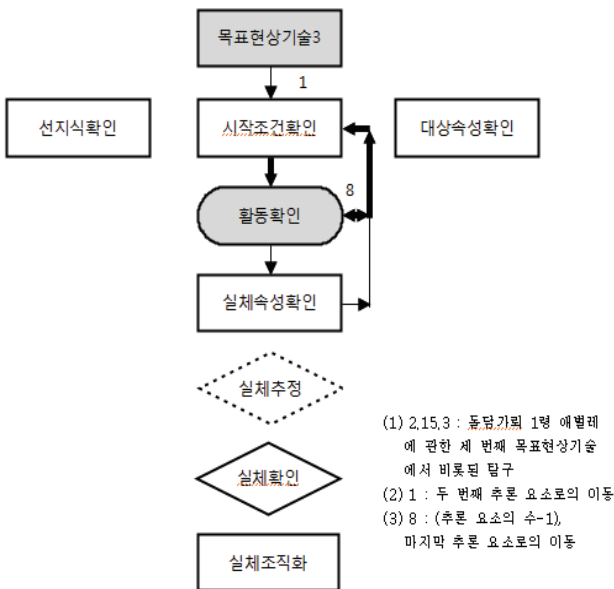 목표현상기술3
1
선지식확인
시작조건확인
대상속성확인
8
활동확인
실체속성확인
실체추정
실체확인
실체조직화
(1) 2,15,3 : 돌담가뢰 1령 애벌레
에 관한 세 번째 목표현상기술
에서 비롯된 탐구
(2) 1 : 두 번째 추론 요소로의 이동
(3) 8 : (추론 요소의 수-1),
마지막 추론 요소로의 이동